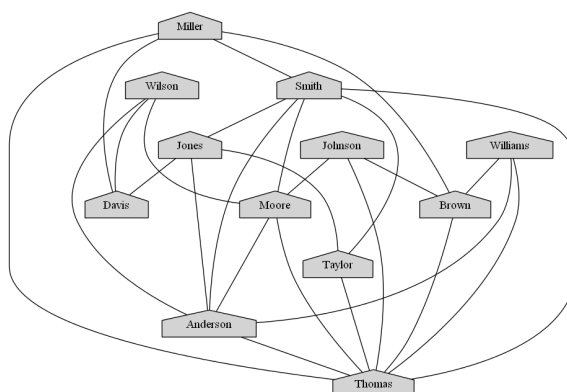 Miller
Wilson
Smith
Jones
Johnson
Williams
Davis
Moore
Brown
Taylor
Anderson
Thomas